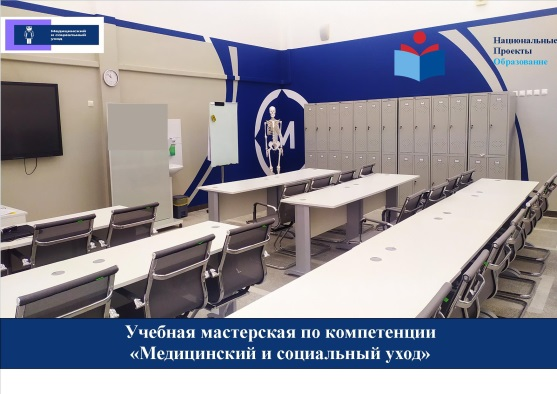 Медицинский
и социальный
уход
Национальные
Проекты
Образование
М
Учебная мастерская по компетенции
«Медицинский и социальный уход»